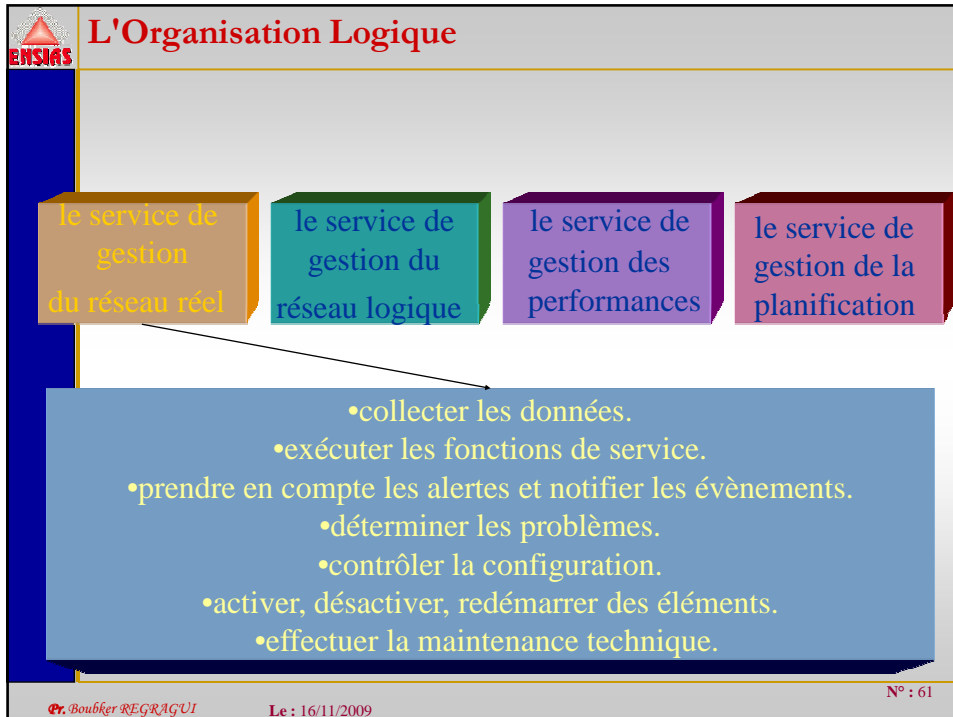 L'Organisation Logique
ENSIAS
le service de
gestion
du réseau réel
le service de
gestion du
réseau logique
le service de
gestion des
performances
le service de
gestion de la
planification
•collecter les données.
•exécuter les fonctions de service.
•prendre en compte les alertes et notifier les évènements.
•déterminer les problèmes.
•contrôler la configuration.
•activer, désactiver, redémarrer des éléments.
•effectuer la maintenance technique.
N° : 61
Pr. Boubker REGRAGUI
Le : 16/11/2009